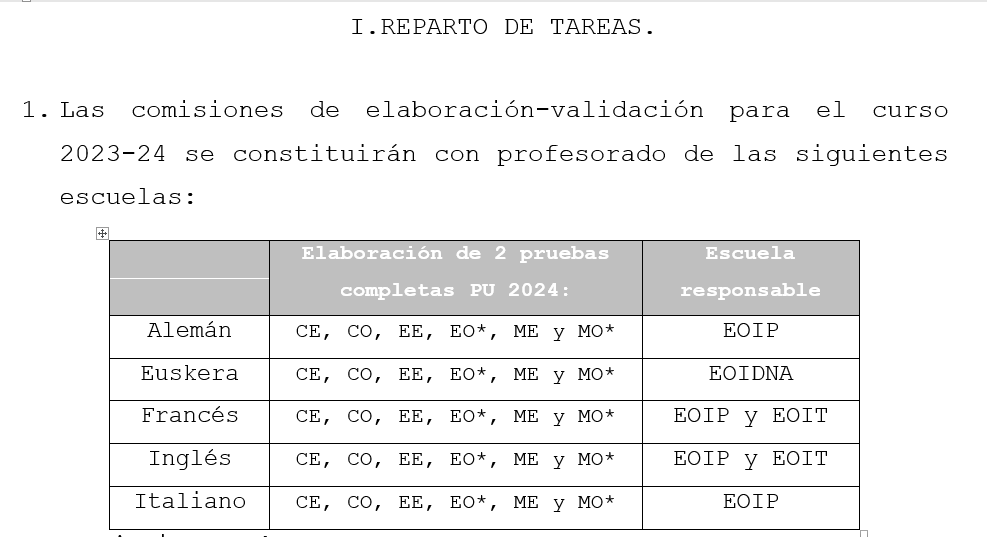 I.REPARTO DE TAREAS.
1. Las comisiones de elaboración-validación para el curso
2023-24 se constituirán con profesorado de las siguientes
escuelas:
Elaboración de 2 pruebas completas PU 2024: Escuela responsable
Alemán CE, CO, EE, EO*, ME y MO* EOIP
Euskera CE, CO, EE, EO*, ME y MO* EOIDNA
Francés CE, CO, EE, EO*, ME y MO* EOIP y EOIT
Inglés CE, CO, EE, EO*, ME y MO* EOIP y EOIT
Italiano CE, CO, EE, EO*, ME y MO* EOIP